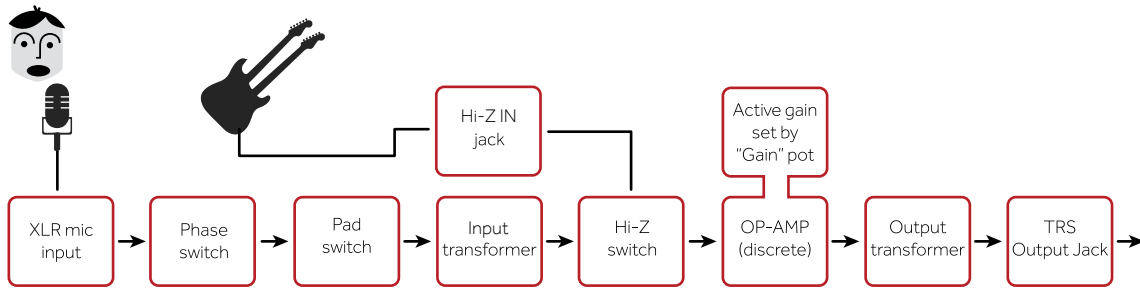 Hi-Z IN
jack
Active gain
set by
"Gain" pot
XLR mic
input
Phase
switch
Pad
switch
Input
transformer
Hi-Z
switch
OP-AMP
(discrete)
Output
transformer
TRS
Output Jack